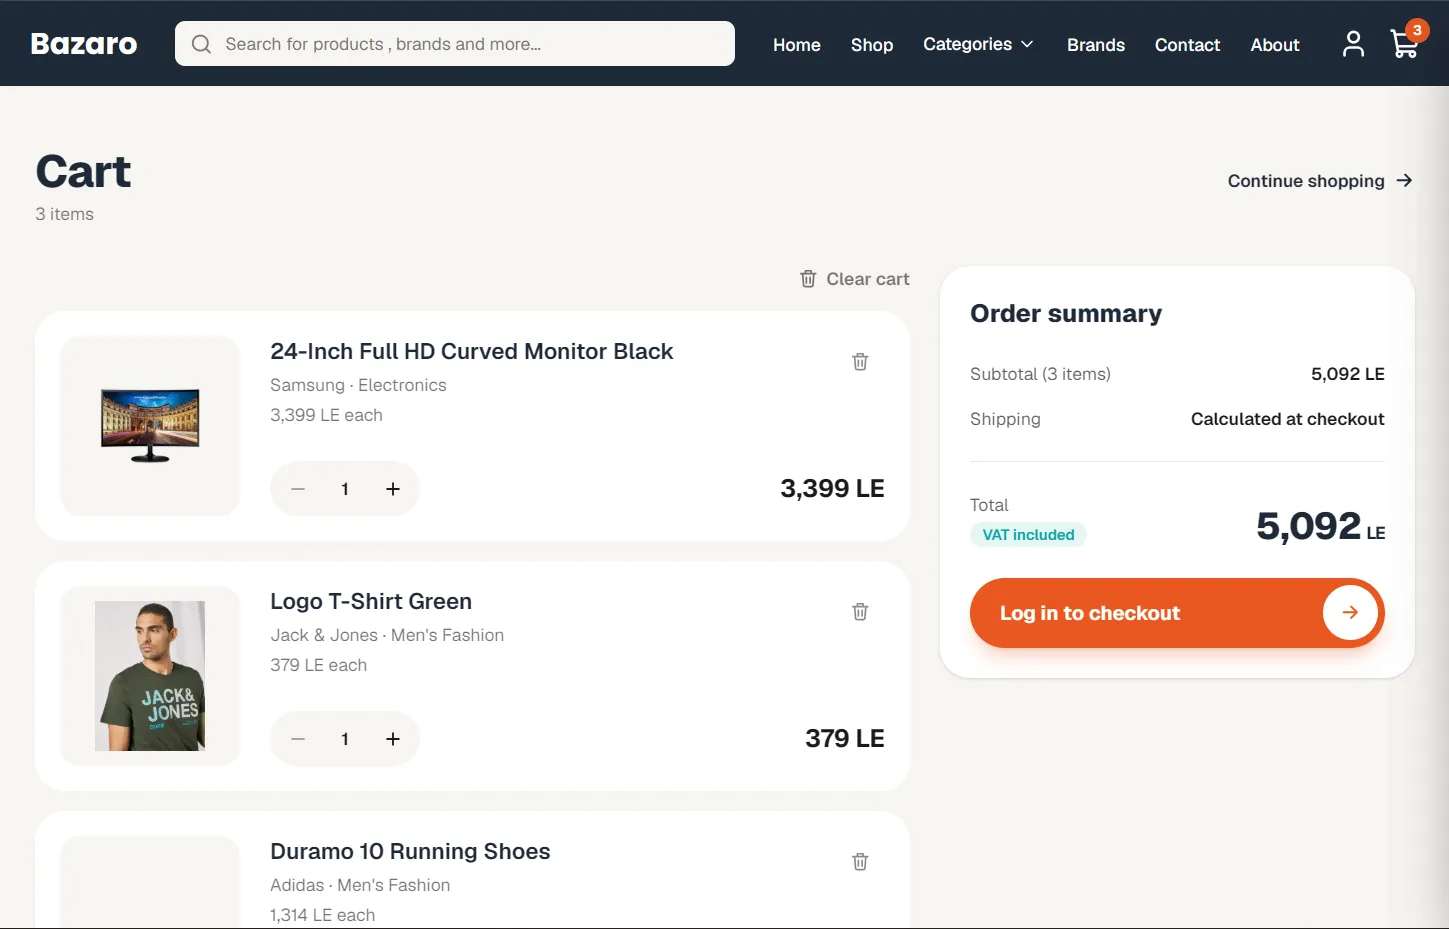 Bazaro
Search for products , brands and more...
Home
Shop
Categories
Brands
Contact
About
3
Cart
3 items
Continue shopping
Clear cart
24-Inch Full HD Curved Monitor Black
Samsung · Electronics
3,399 LE each
1
3,399 LE
Logo T-Shirt Green
Jack & Jones · Men's Fashion
379 LE each
JACK&
JONES
1
379 LE
Duramo 10 Running Shoes
Adidas · Men's Fashion
1,314 LE each
Order summary
Subtotal (3 items)
5,092 LE
Shipping
Calculated at checkout
Total
VAT included
5,092 LE
Log in to checkout